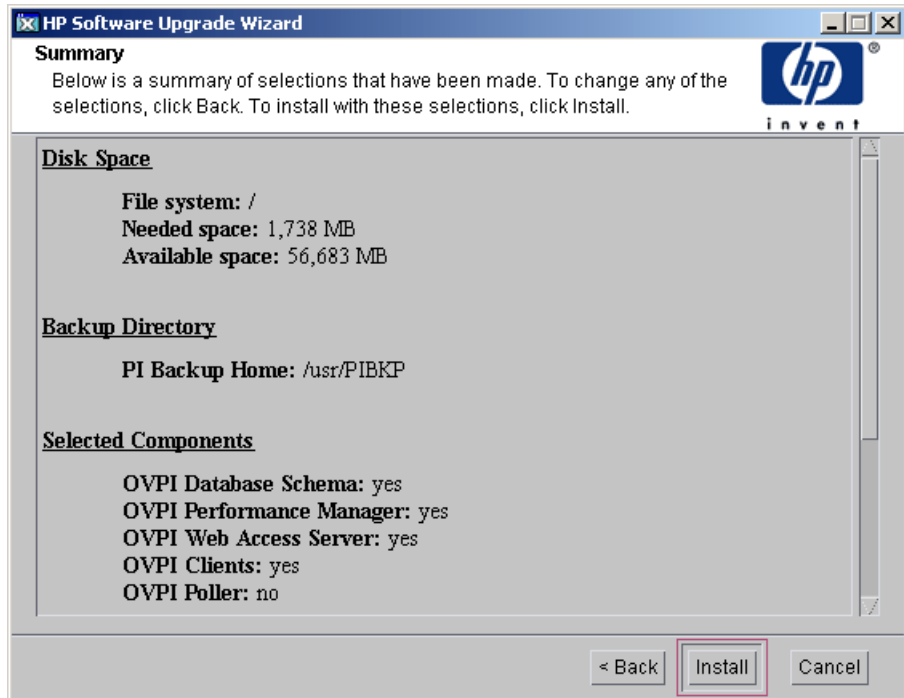 HP Software Upgrade Wizard
Summary
Below is a summary of selections that have been made. To change any of the
selections, click Back. To install with these selections, click Install.
hp
®
invent
Disk Space
File system: /
Needed space: 1,738 MB
Available space: 56,683 MB
Backup Directory
PI Backup Home: /usr/PIBKP
Selected Components
OVPI Database Schema: yes
OVPI Performance Manager: yes
OVPI Web Access Server: yes
OVPI Clients: yes
OVPI Poller: no
< Back
Install
Cancel